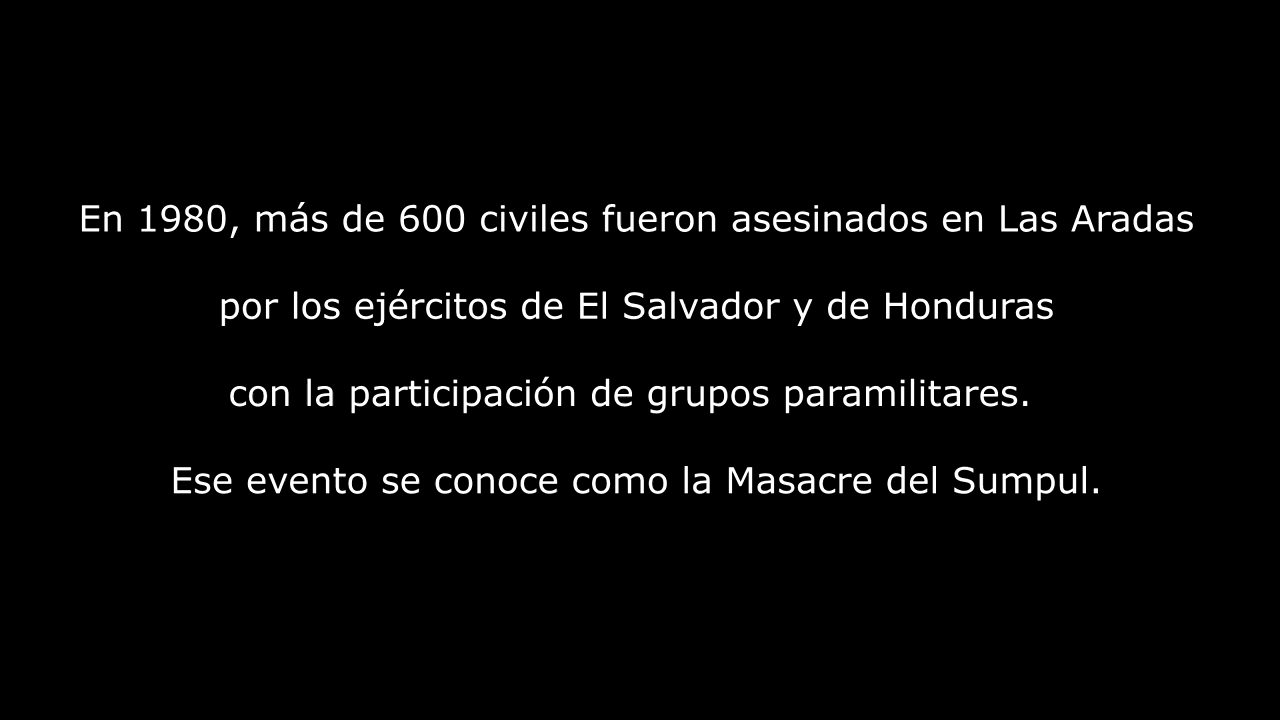 En 1980, más de 600 civiles fueron asesinados en Las Aradas
por los ejércitos de El Salvador y de Honduras
con la participación de grupos paramilitares.
Ese evento se conoce como la Masacre del Sumpul.